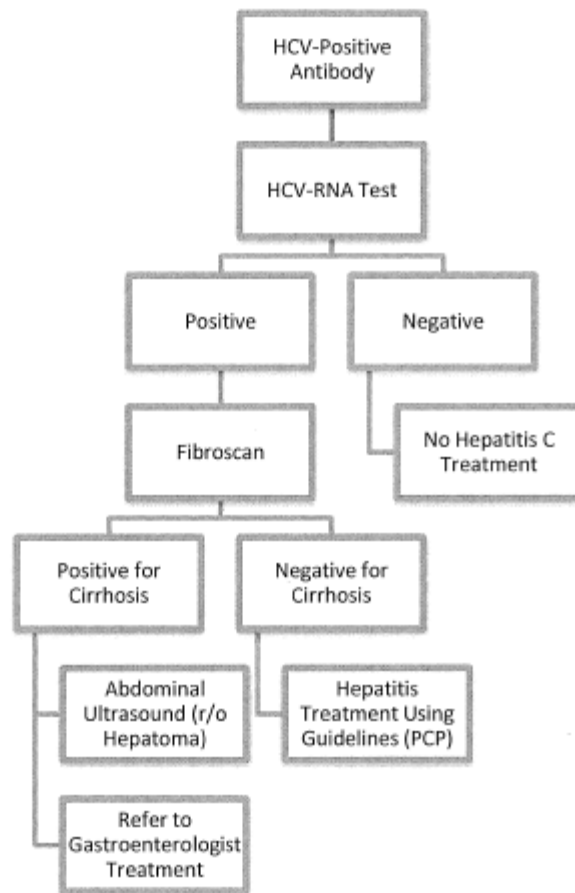 HCV-Positive
Antibody
HCV-RNA Test
Positive
Negative
Fibroscan
No Hepatitis C
Treatment
Positive for
Cirrhosis
Negative for
Cirrhosis
Abdominal
Ultrasound (r/o
Hepatoma)
Hepatitis
Treatment Using
Guidelines (PCP)
Refer to
Gastroenterologist
Treatment